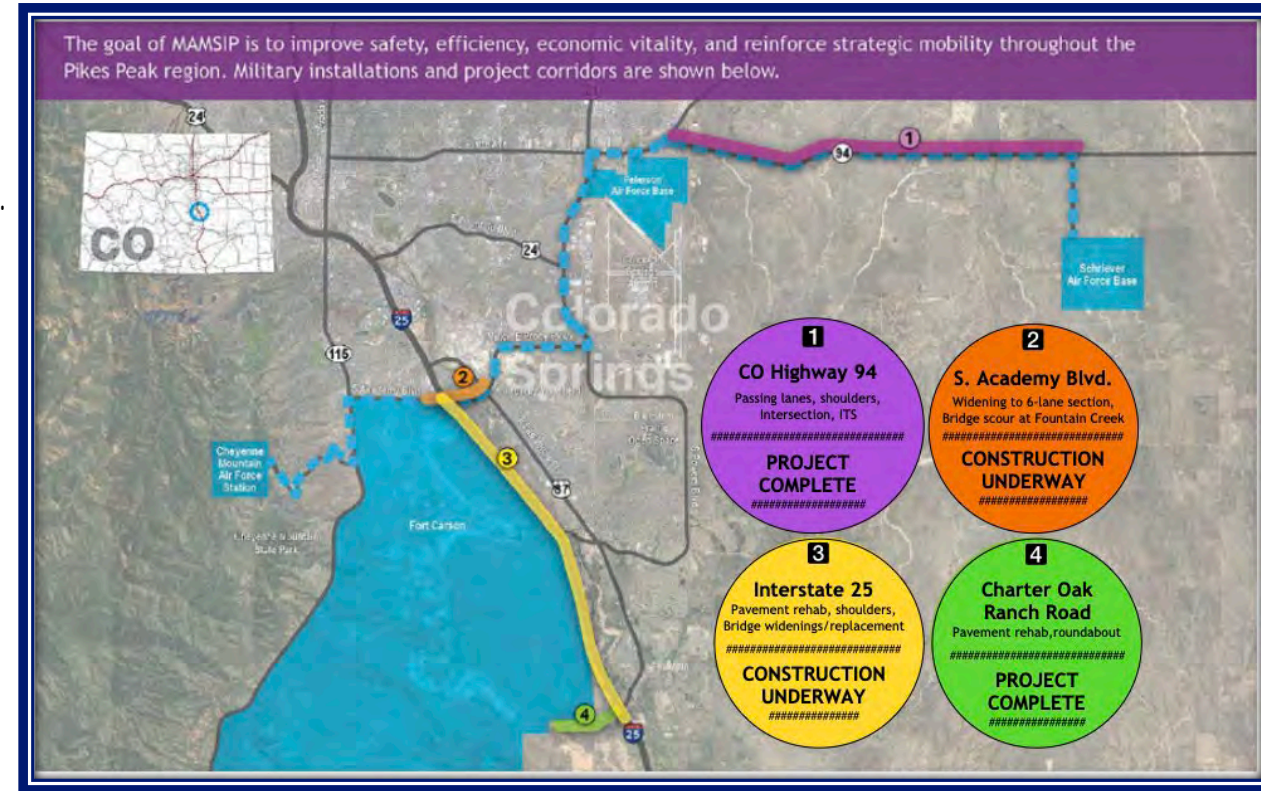 The goal of MAMSIP is to improve safety, efficiency, economic vitality, and reinforce strategic mobility throughout the
Pikes Peak region. Military installations and project corridors are shown below.
24
CO
1
94
Peterson
Air Force Base
24
Schriever
Air Force Base
Colorado
Springs
25
115
2
Cheyenne
Mountain
Air Force
Station
3
87
Fort Carson
Cheyenne Mountain
State Park
4
25
1
CO Highway 94
Passing lanes, shoulders,
intersection, ITS
################################
PROJECT
COMPLETE
###################
2
S. Academy Blvd.
Widening to 6-lane section,
Bridge scour at Fountain Creek
##############################
CONSTRUCTION
UNDERWAY
##################
3
Interstate 25
Pavement rehab, shoulders,
Bridge widenings/replacement
#############################
CONSTRUCTION
UNDERWAY
###############
4
Charter Oak
Ranch Road
Pavement rehab,roundabout
#############################
PROJECT
COMPLETE
################